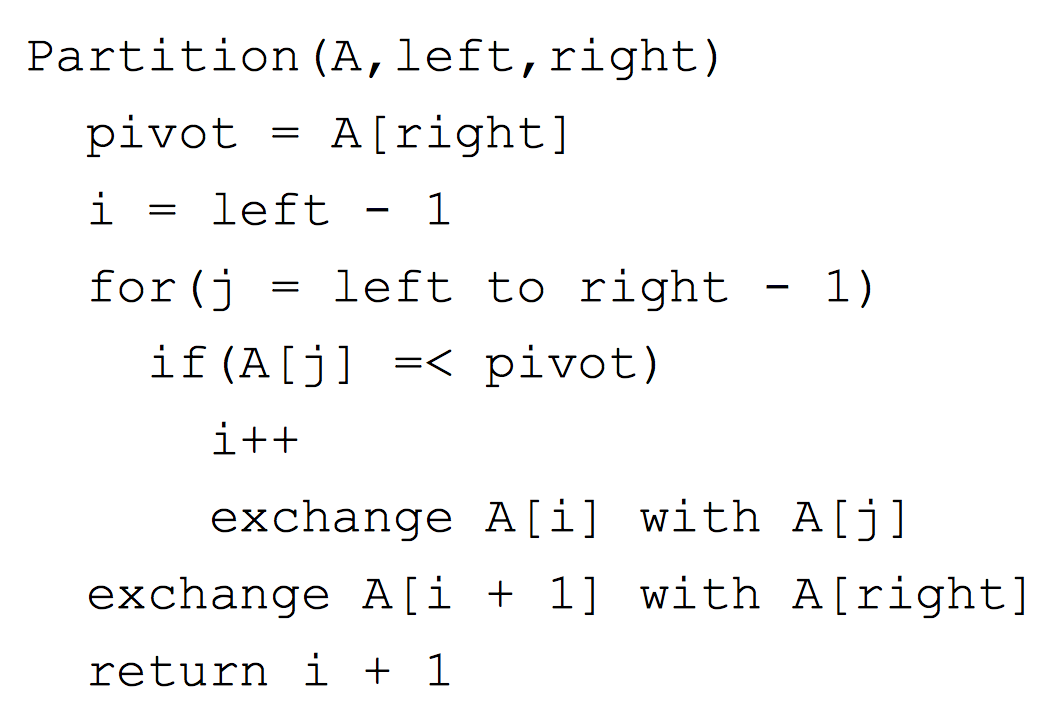 Partition(A,left,right)
pivot = A[right]
i = left - 1
for(j = left to right - 1)
if(A[j] =< pivot)
i++
exchange A[i] with A[j]
exchange A[i + 1] with A[right]
return i + 1